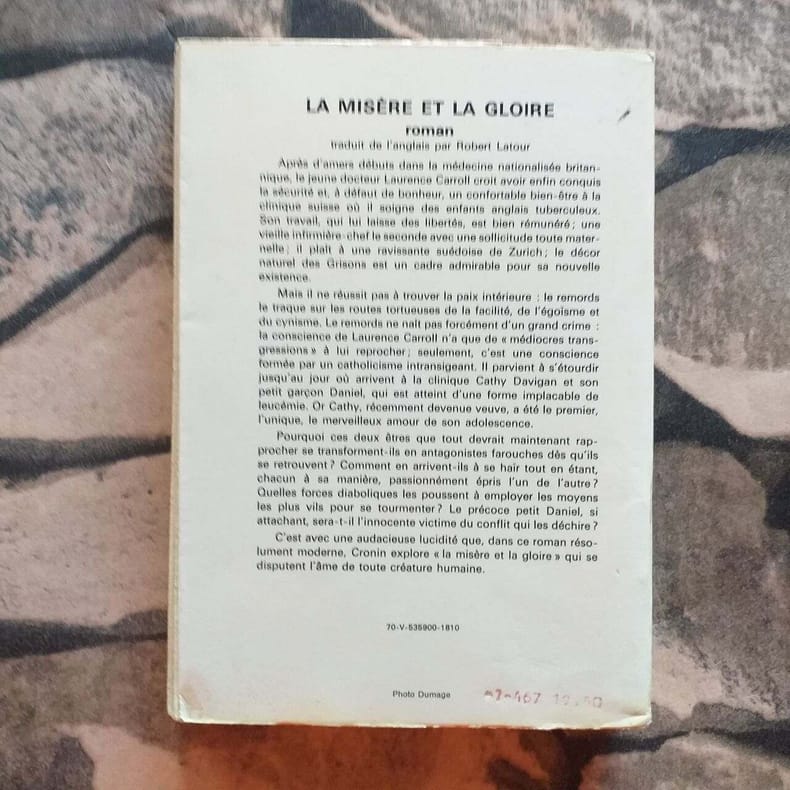 LA MISÈRE ET LA GLOIRE
roman
traduit de l'anglais par Robert Latour
Après d'amers débuts dans la médecine nationalisée britan-
nique, le jeune docteur Laurence Carroll croit avoir enfin conquis
la sécurité et, à défaut de bonheur, un confortable bien-être à la
clinique suisse où il soigne des enfants anglais tuberculeux.
Son travail, qui lui laisse des libertés, est bien rémunéré; une
vieille infirmière-chef le seconde avec une sollicitude toute mater-
nelle; il plaît à une ravissante suédoise de Zurich; le décor
naturel des Grisons est un cadre admirable pour sa nouvelle
existence.
Mais il ne réussit pas à trouver la paix intérieure : le remords
le traque sur les routes tortueuses de la facilité, de l'égoïsme et
du cynisme. Le remords ne naît pas forcément d'un grand crime :
la conscience de Laurence Carroll n'a que de « médiocres trans-
gressions » à lui reprocher; seulement, c'est une conscience
formée par un catholicisme intransigeant. Il parvient à s'étourdir
jusqu'au jour où arrivent à la clinique Cathy Davigan et son
petit garçon Daniel, qui est atteint d'une forme implacable de
leucémie. Or Cathy, récemment devenue veuve, a été le premier,
l'unique, le merveilleux amour de son adolescence.
Pourquoi ces deux êtres que tout devrait maintenant rap-
procher se transforment-ils en antagonistes farouches dès qu'ils
se retrouvent? Comment en arrivent-ils à se hair tout en étant,
chacun à sa manière, passionnément épris l'un de l'autre?
Quelles forces diaboliques les poussent à employer les moyens
les plus vils pour se tourmenter? Le précoce petit Daniel, si
attachant, sera-t-il l'innocente victime du conflit qui les déchire?
C'est avec une audacieuse lucidité que, dans ce roman réso-
lument moderne, Cronin explore « la misère et la gloire » qui se
disputent l'âme de toute créature humaine.
70-V-535900-1810
Photo Dumage